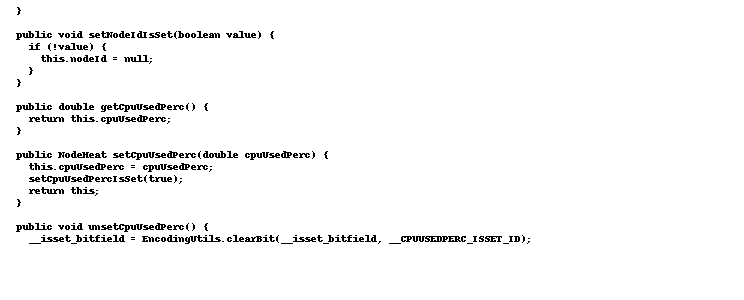 }

public void setNodeIdIsSet(boolean value) {
  if (!value) {
    this.nodeId = null;
  }
}

public double getCpuUsedPerc() {
  return this.cpuUsedPerc;
}

public NodeHeat setCpuUsedPerc(double cpuUsedPerc) {
  this.cpuUsedPerc = cpuUsedPerc;
  setCpuUsedPercIsSet(true);
  return this;
}

public void unsetCpuUsedPerc() {
  __isset_bitfield = EncodingUtils.clearBit(__isset_bitfield, __CPUUSEDPERC_ISSET_ID);